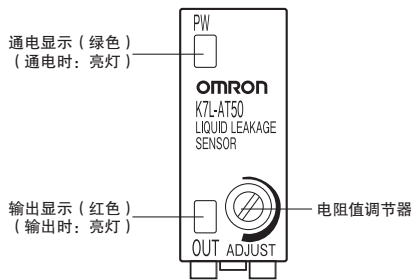 PW
通电显示（绿色）
（通电时：亮灯）
OMRON
K7L-AT50
LIQUID LEAKAGE
SENSOR
输出显示（红色）
（输出时：亮灯）
电阻值调节器
OUT ADJUST